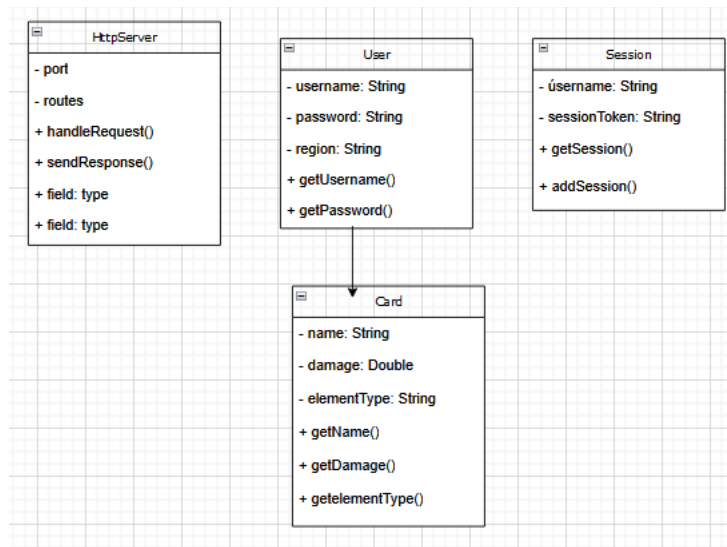 HttpServer
- port
- routes
+ handleRequest()
+ sendResponse()
+ field: type
+ field: type
User
- username: String
- password: String
- region: String
+ getUsername()
+ getPassword()
Session
- úsername: String
- sessionToken: String
+ getSession()
+ addSession()
Card
- name: String
- damage: Double
- elementType: String
+ getName()
+ getDamage()
+ getelementType()